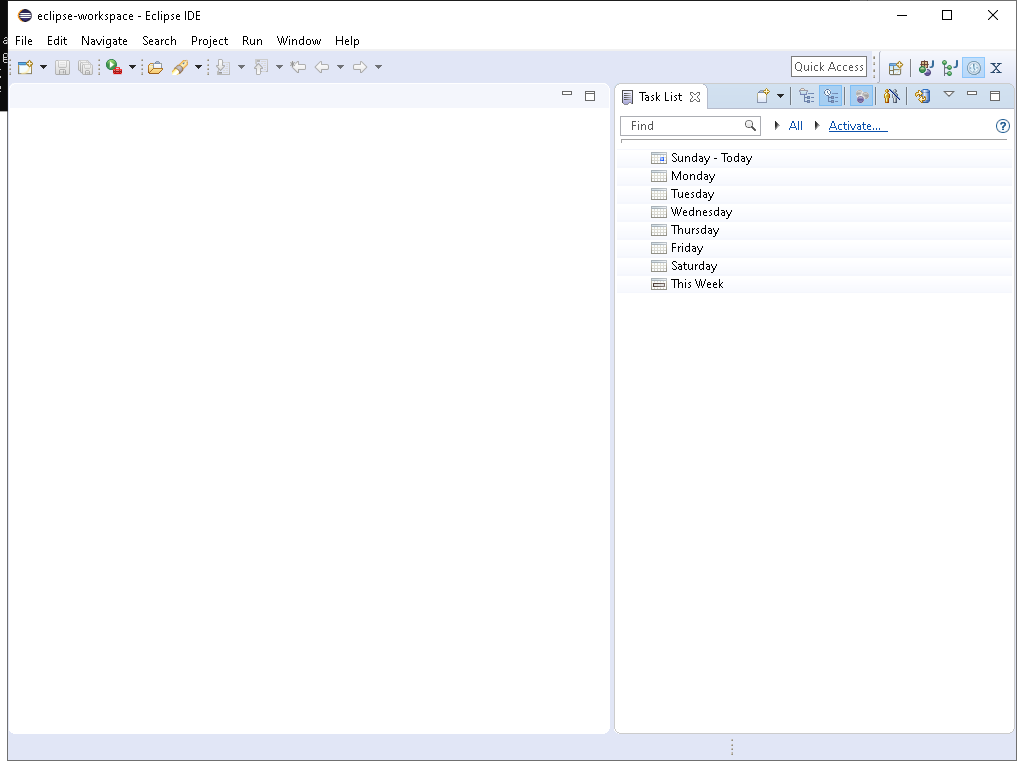 eclipse-workspace - Eclipse IDE
File Edit Navigate Search Project Run Window Help
Quick Access
Task List
Find All Activate...
Sunday - Today
Monday
Tuesday
Wednesday
Thursday
Friday
Saturday
This Week